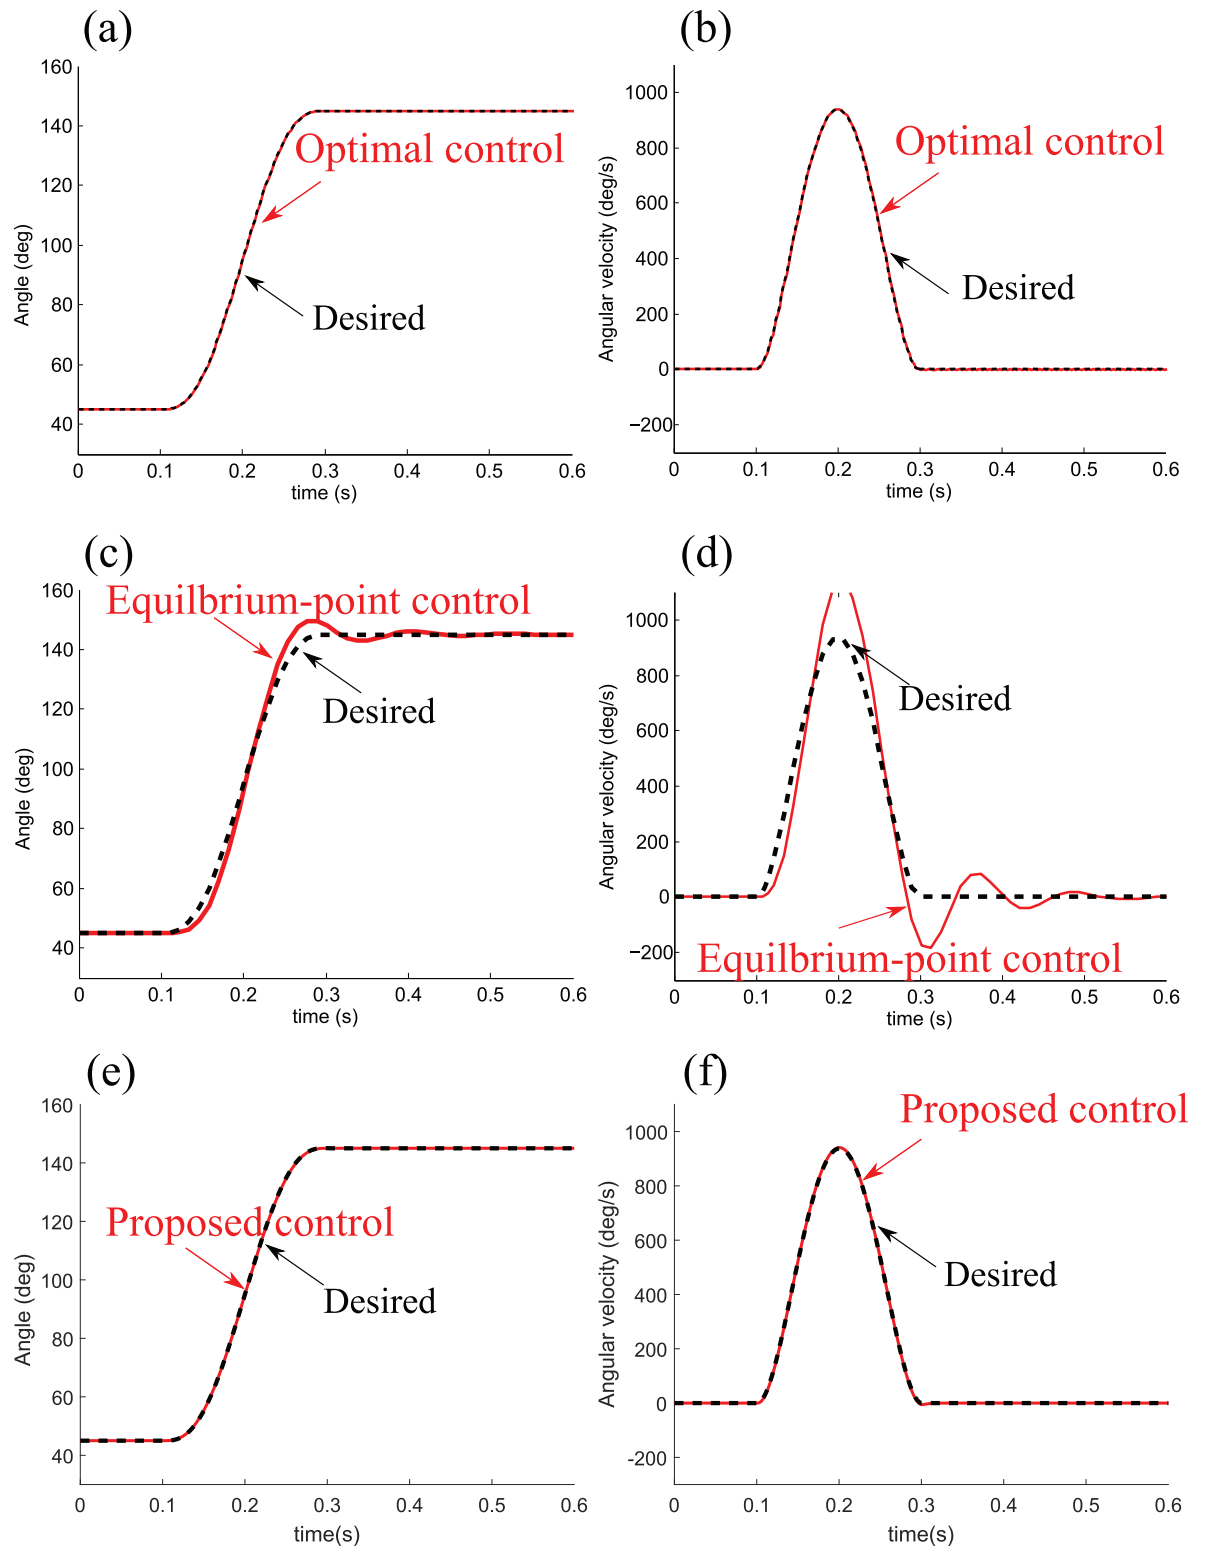 (a)
160
140
120
100
80
60
40
0
0.1
0.2
0.3
0.4
0.5
0.6
Angle (deg)
time (s)
Optimal control
Desired
(b)
1000
800
600
400
200
0
−200
0
0.1
0.2
0.3
0.4
0.5
0.6
Angular velocity (deg/s)
time (s)
Optimal control
Desired
(c)
160
140
120
100
80
60
40
0
0.1
0.2
0.3
0.4
0.5
0.6
Angle (deg)
time (s)
Equilbrium-point control
Desired
(d)
1000
800
600
400
200
0
−200
0
0.1
0.2
0.3
0.4
0.5
0.6
Angular velocity (deg/s)
time (s)
Desired
Equilbrium-point control
(e)
160
140
120
100
80
60
40
0
0.1
0.2
0.3
0.4
0.5
0.6
Angle (deg)
time(s)
Proposed control
Desired
(f)
1000
800
600
400
200
0
-200
0
0.1
0.2
0.3
0.4
0.5
0.6
Angular velocity (deg/s)
time(s)
Proposed control
Desired